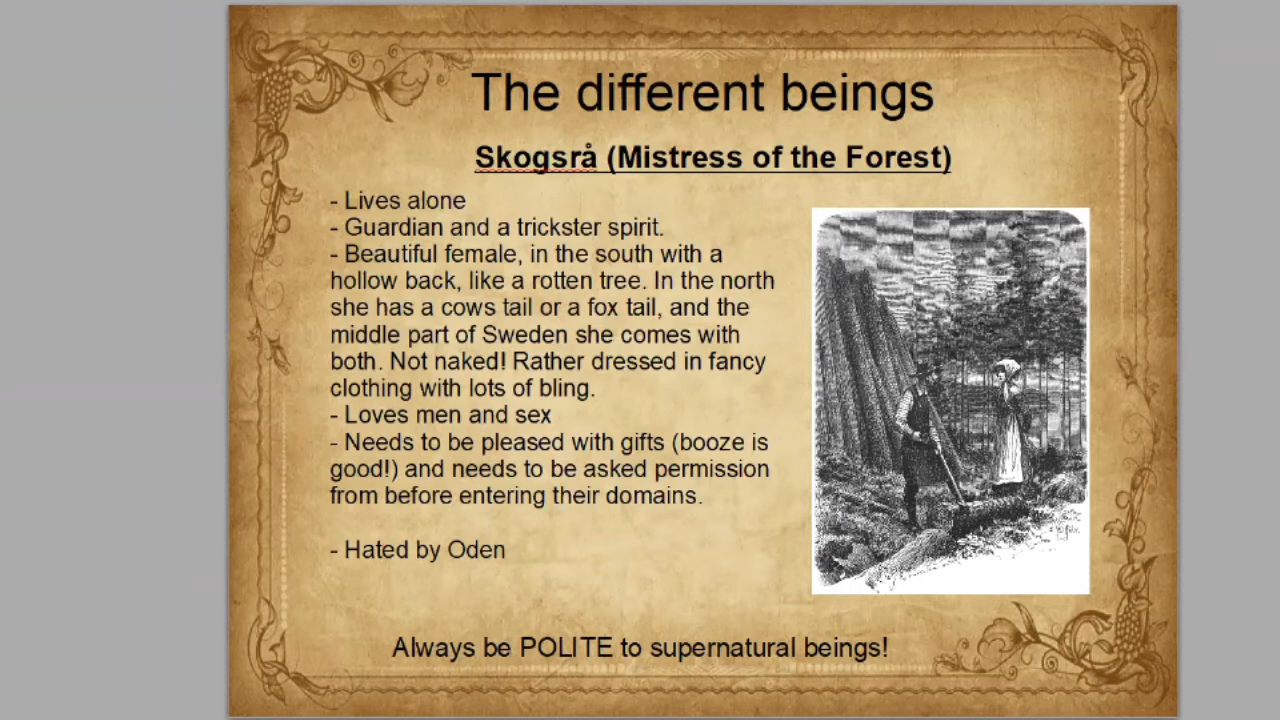 The different beings
Skogsrå (Mistress of the Forest)
- Lives alone
- Guardian and a trickster spirit.
- Beautiful female, in the south with a
hollow back, like a rotten tree. In the north
she has a cows tail or a fox tail, and the
middle part of Sweden she comes with
both. Not naked! Rather dressed in fancy
clothing with lots of bling.
- Loves men and sex
- Needs to be pleased with gifts (booze is
good!) and needs to be asked permission
from before entering their domains.
- Hated by Oden
Always be POLITE to supernatural beings!